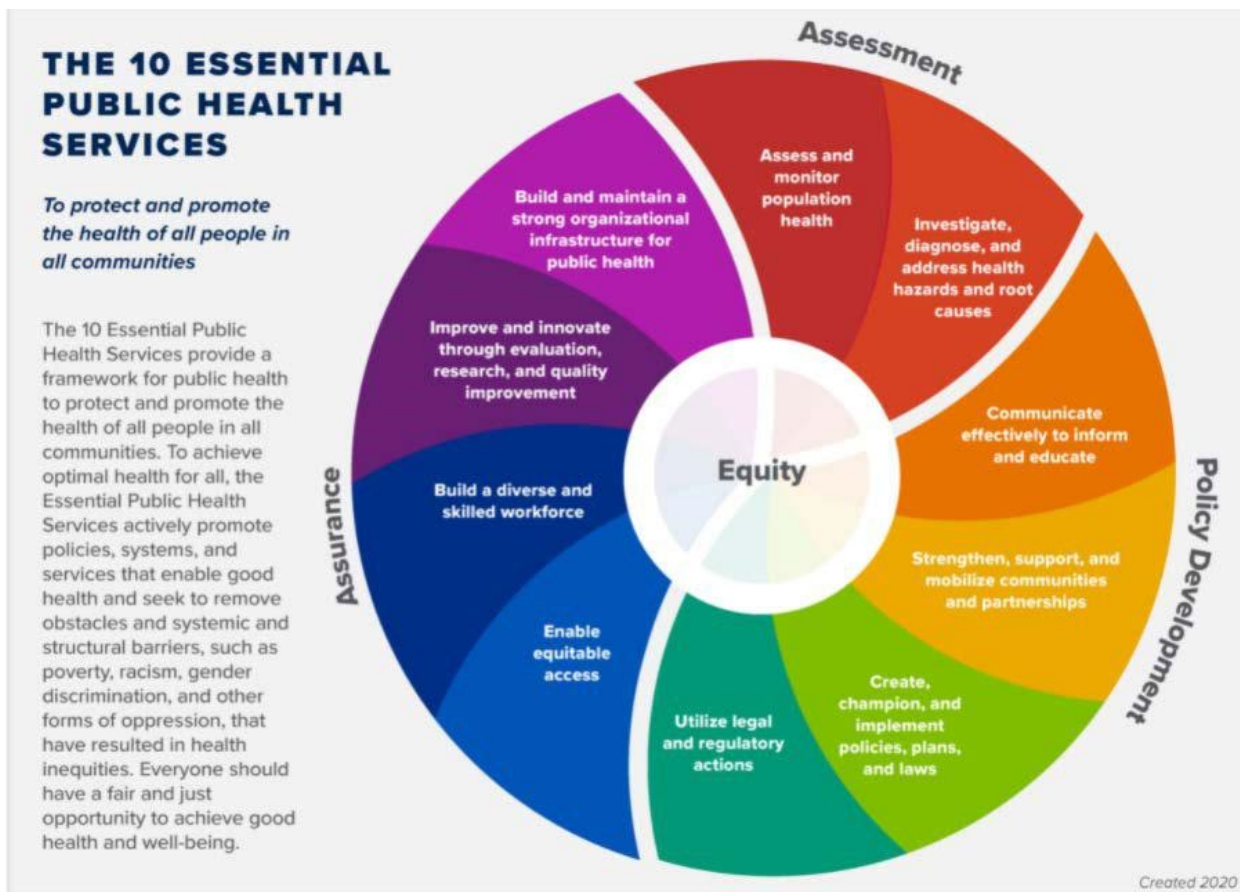 THE 10 ESSENTIAL
PUBLIC HEALTH
SERVICES
To protect and promote
the health of all people in
all communities
The 10 Essential Public
Health Services provide a
framework for public health
to protect and promote the
health of all people in all
communities. To achieve
optimal health for all, the
Essential Public Health
Services actively promote
policies, systems, and
services that enable good
health and seek to remove
obstacles and systemic and
structural barriers, such as
poverty, racism, gender
discrimination, and other
forms of oppression, that
have resulted in health
inequities. Everyone should
have a fair and just
opportunity to achieve good
health and well-being.
Assessment
Assess and
monitor
population
health
Investigate,
diagnose, and
address health
hazards and root
causes
Policy Development
Communicate
effectively to inform
and educate
Strengthen, support, and
mobilize communities
and partnerships
Create,
champion, and
implement
policies, plans,
and laws
Utilize legal
and regulatory
actions
Assurance
Enable
equitable
access
Build a diverse and
skilled workforce
Improve and innovate
through evaluation,
research, and quality
improvement
Build and maintain a
strong organizational
infrastructure for
public health
Equity
Created 2020